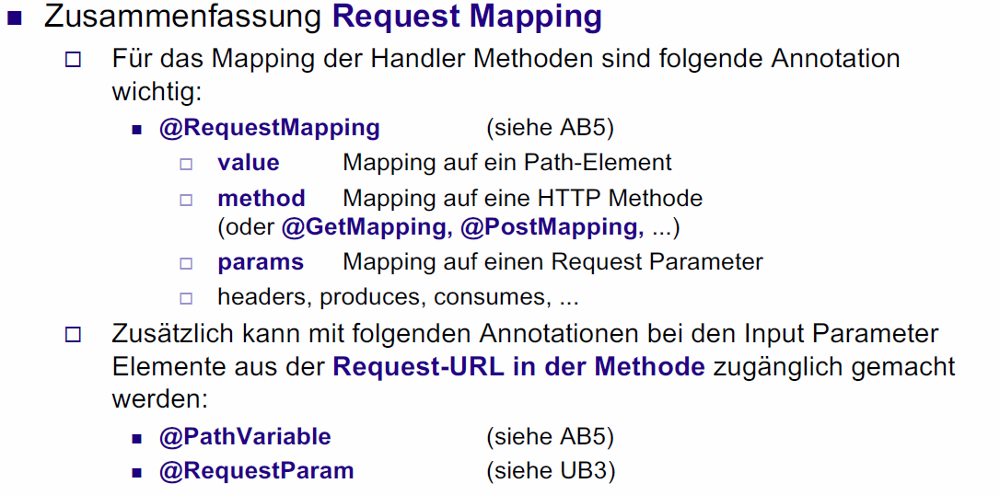 Zusammenfassung Request Mapping
Für das Mapping der Handler Methoden sind folgende Annotation
wichtig:
@RequestMapping (siehe AB5)
value Mapping auf ein Path-Element
method Mapping auf eine HTTP Methode
(oder @GetMapping, @PostMapping, ...)
params Mapping auf einen Request Parameter
headers, produces, consumes, ...
Zusätzlich kann mit folgenden Annotationen bei den Input Parameter
Elemente aus der Request-URL in der Methode zugänglich gemacht
werden:
@PathVariable (siehe AB5)
@RequestParam (siehe UB3)